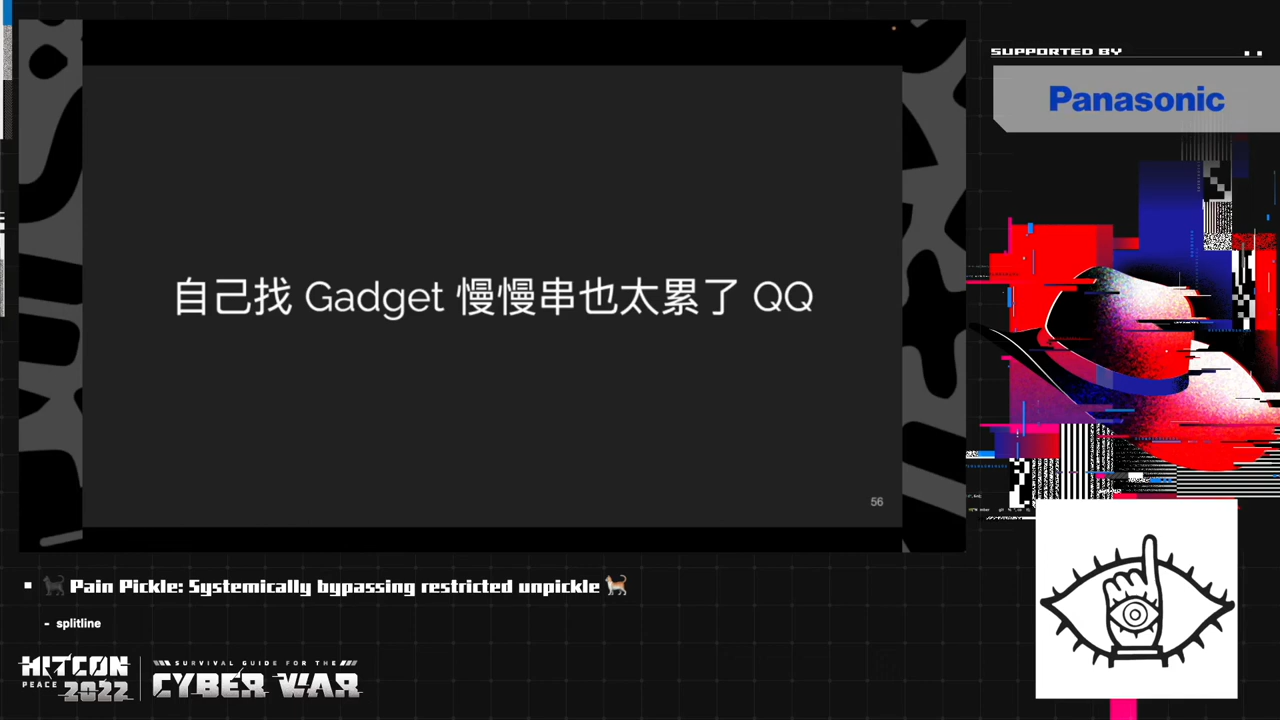 SUPPORTED BY
Panasonic
自己找 Gadget 慢慢串也太累了 QQ
56
Pain Pickle: Systemically bypassing restricted unpickle
- splitline
HITCON
PEACE 2022
SURVIVAL GUIDE FOR THE
CYBER WAR